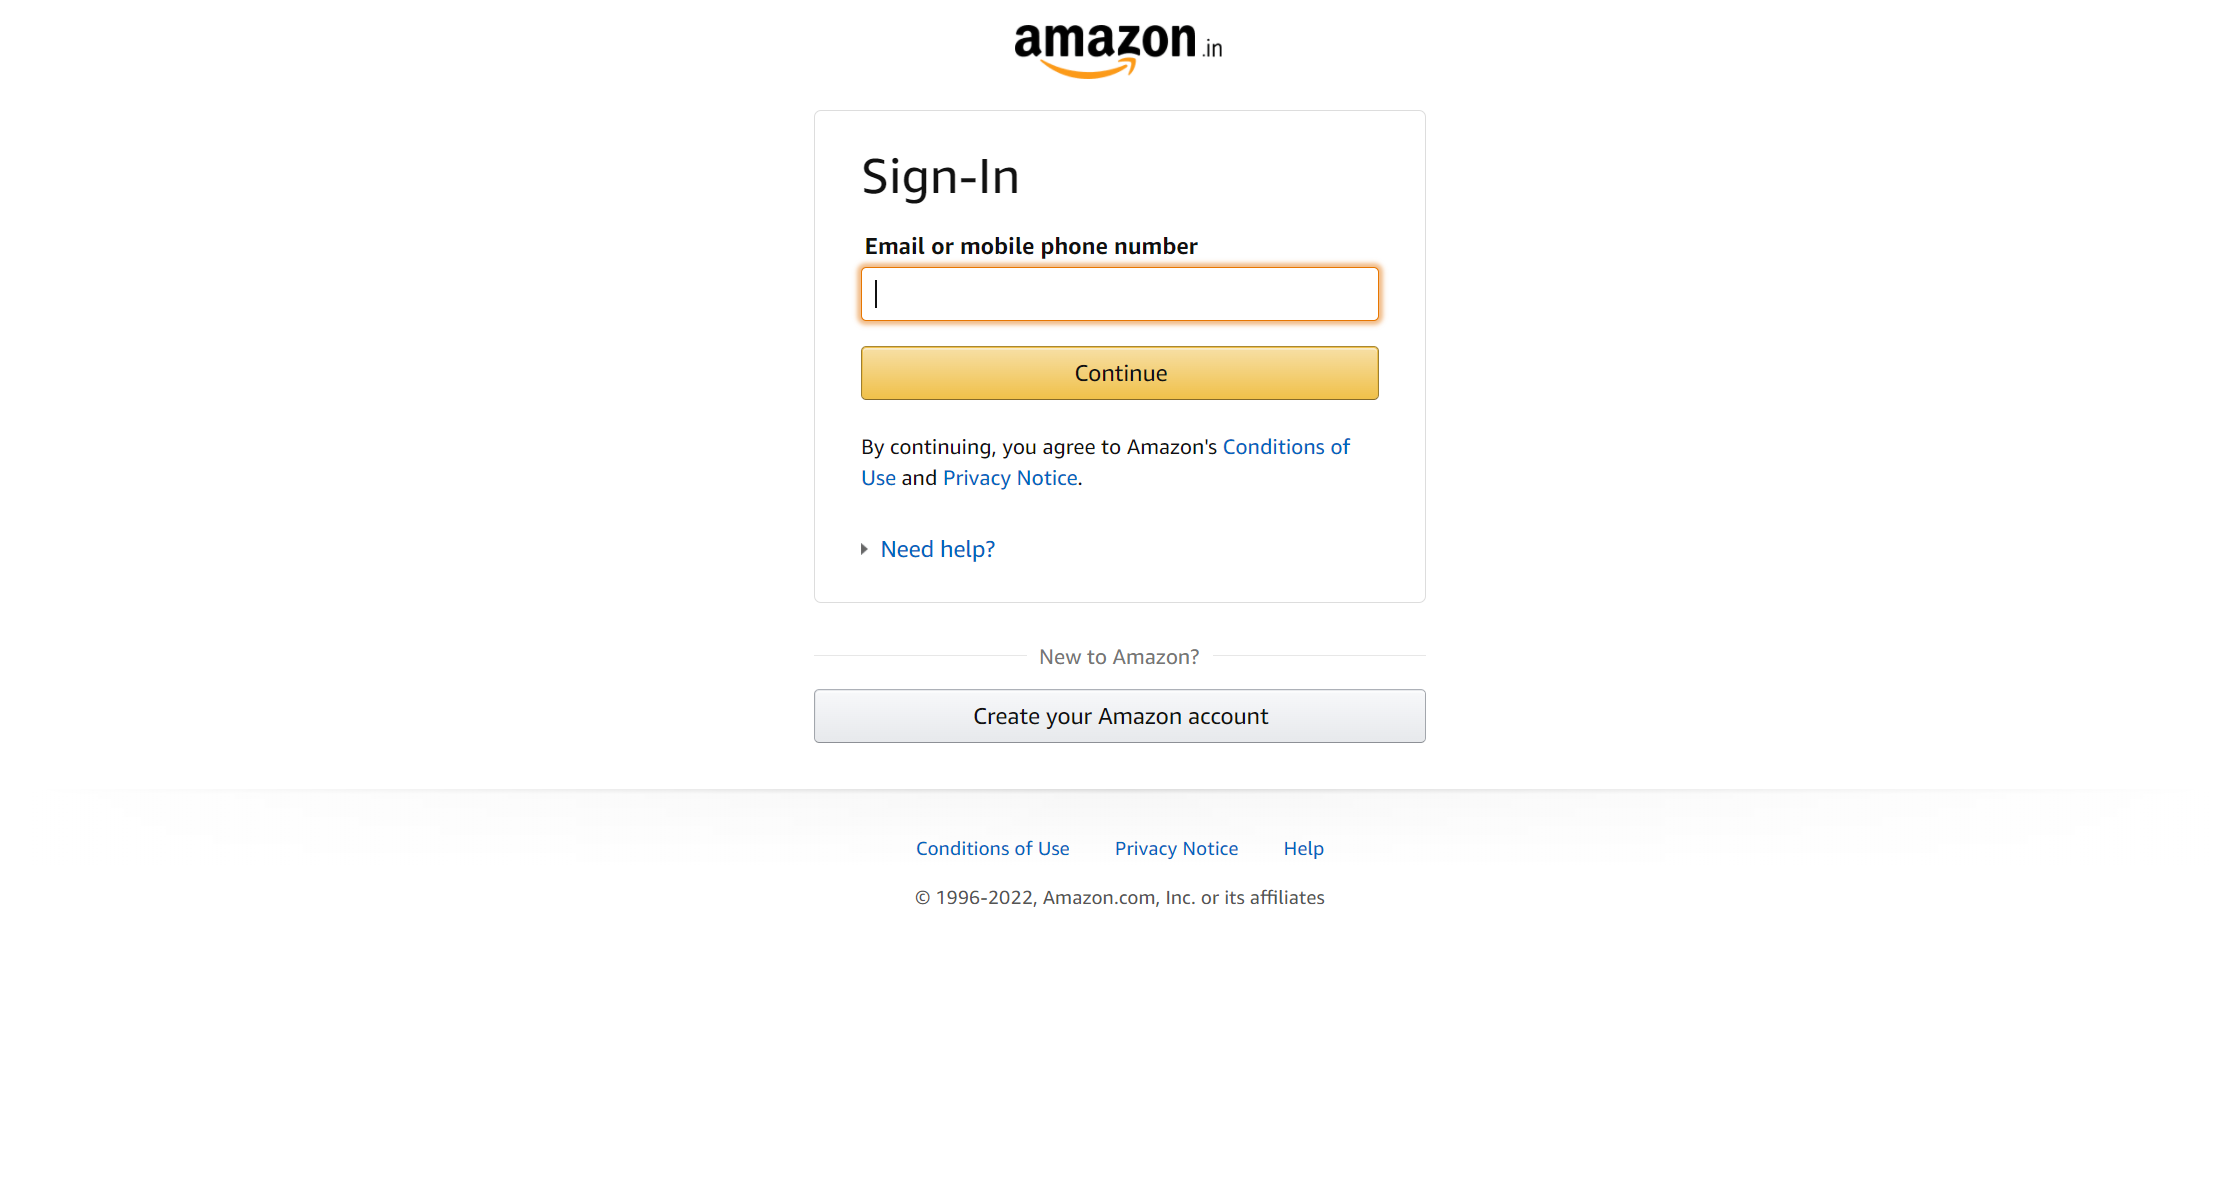 amazon.in
Sign-In
Email or mobile phone number
Continue
By continuing, you agree to Amazon's Conditions of
Use and Privacy Notice.
Need help?
New to Amazon?
Create your Amazon account
Conditions of Use Privacy Notice Help
© 1996-2022, Amazon.com, Inc. or its affiliates